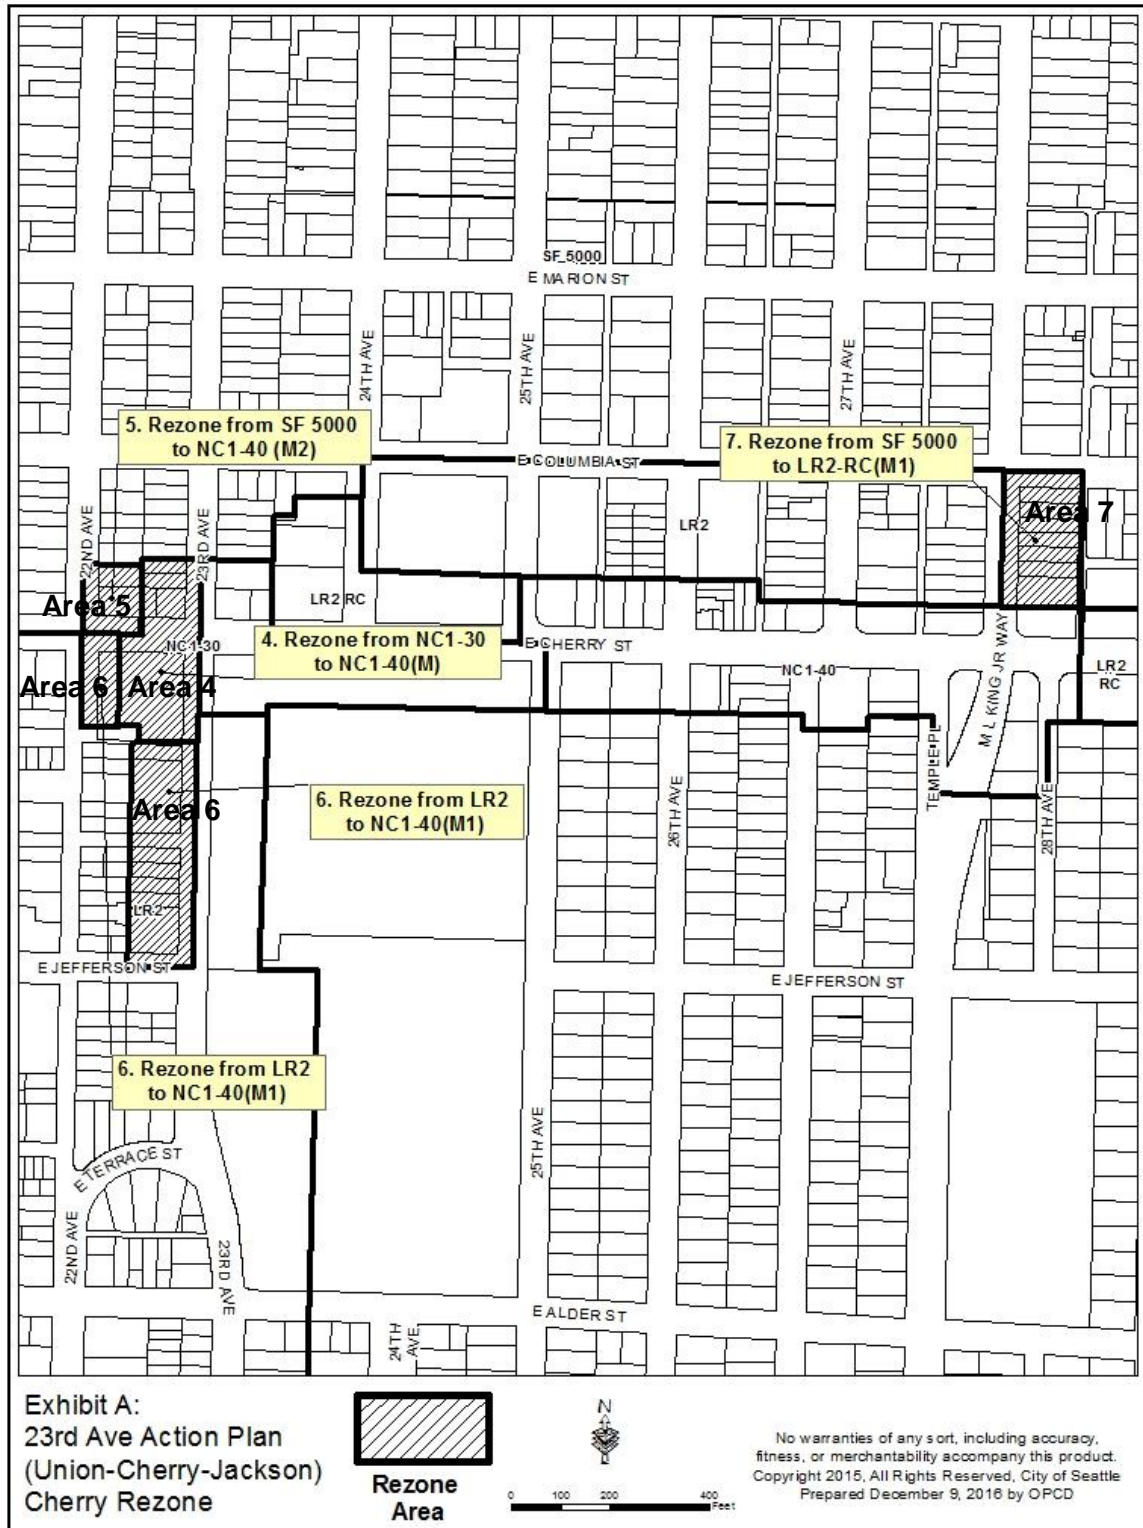 SF 5000
E MARION ST
24TH AVE
25TH AVE
27TH AVE
5. Rezone from SF 5000
to NC1-40 (M2)
E COLUMBIA ST
7. Rezone from SF 5000
to LR2-RC(M1)
22ND AVE
23RD AVE
LR2
Area 7
Area 5
LR2 RC
NC1-30
4. Rezone from NC1-30
to NC1-40(M)
E CHERRY ST
NC1-40
M L KING JR WAY
LR2
RC
Area 6
Area 4
TEMPLE PL
Area 6
6. Rezone from LR2
to NC1-40(M1)
26TH AVE
28TH AVE
LR2
E JEFFERSON ST
E JEFFERSON ST
6. Rezone from LR2
to NC1-40(M1)
25TH AVE
E TERRACE ST
22ND AVE
23RD AVE
E ALDER ST
24TH
AVE
Exhibit A:
23rd Ave Action Plan
(Union-Cherry-Jackson)
Cherry Rezone
Rezone
Area
N
0 100 200 400
Feet
No warranties of any sort, including accuracy,
fitness, or merchantability accompany this product.
Copyright 2015, All Rights Reserved, City of Seattle
Prepared December 9, 2016 by OPCD